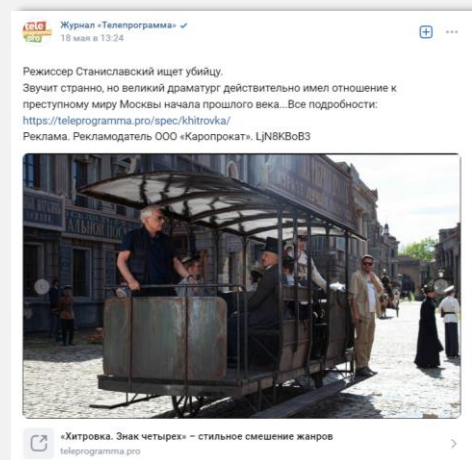 tele
pro
Журнал «Телепрограмма»
18 мая в 13:24
Режиссер Станиславский ищет убийцу.
Звучит странно, но великий драматург действительно имел отношение к
преступному миру Москвы начала прошлого века...Все подробности:
https://teleprogramma.pro/spec/khitrovka/
Реклама. Рекламодатель ООО «Каропрокат». LjN8KBoB3
«Хитровка. Знак четырех» – стильное смешение жанров
teleprogramma.pro